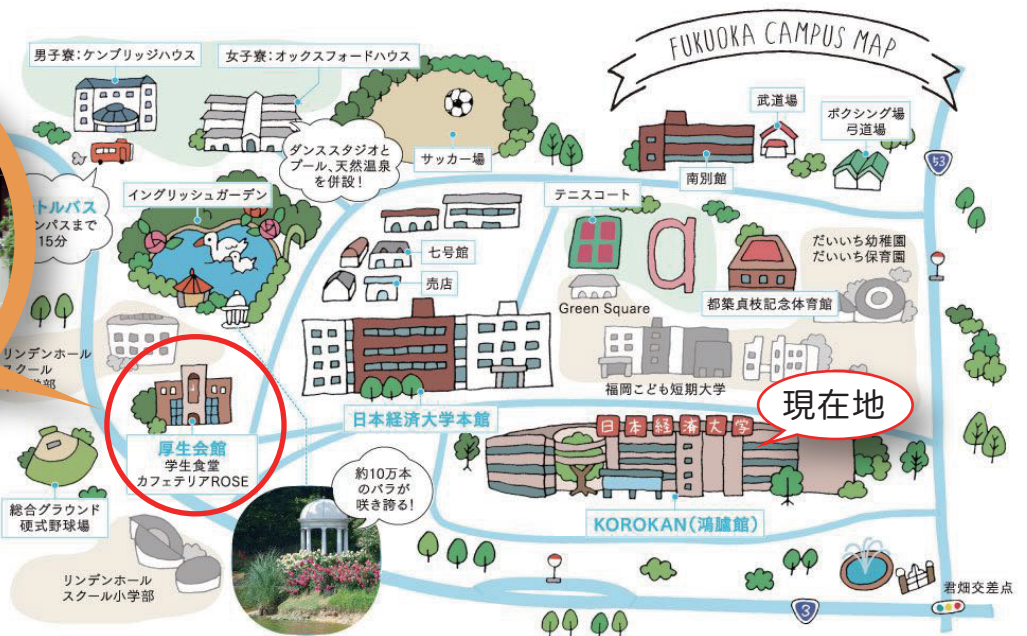 FUKUOKA CAMPUS MAP
男子寮:ケンブリッジハウス
女子寮:オックスフォードハウス
ダンススタジオと
プール、天然温泉
を併設!
サッカー場
武道場
ボクシング場
弓道場
南別館
53
トルバス
ンパスまで
15分
イングリッシュガーデン
七号館
売店
テニスコート
Green Square
都築貞枝記念体育館
だいいち幼稚園
だいいち保育園
福岡こども短期大学
リンデンホール
スクール
学部
厚生会館
学生食堂
カフェテリアROSE
日本経済大学本館
現在地
日本経済大学
KOROKAN(鴻臚館)
約10万本
のバラが
咲き誇る!
総合グラウンド
硬式野球場
リンデンホール
スクール小学部
3
君畑交差点